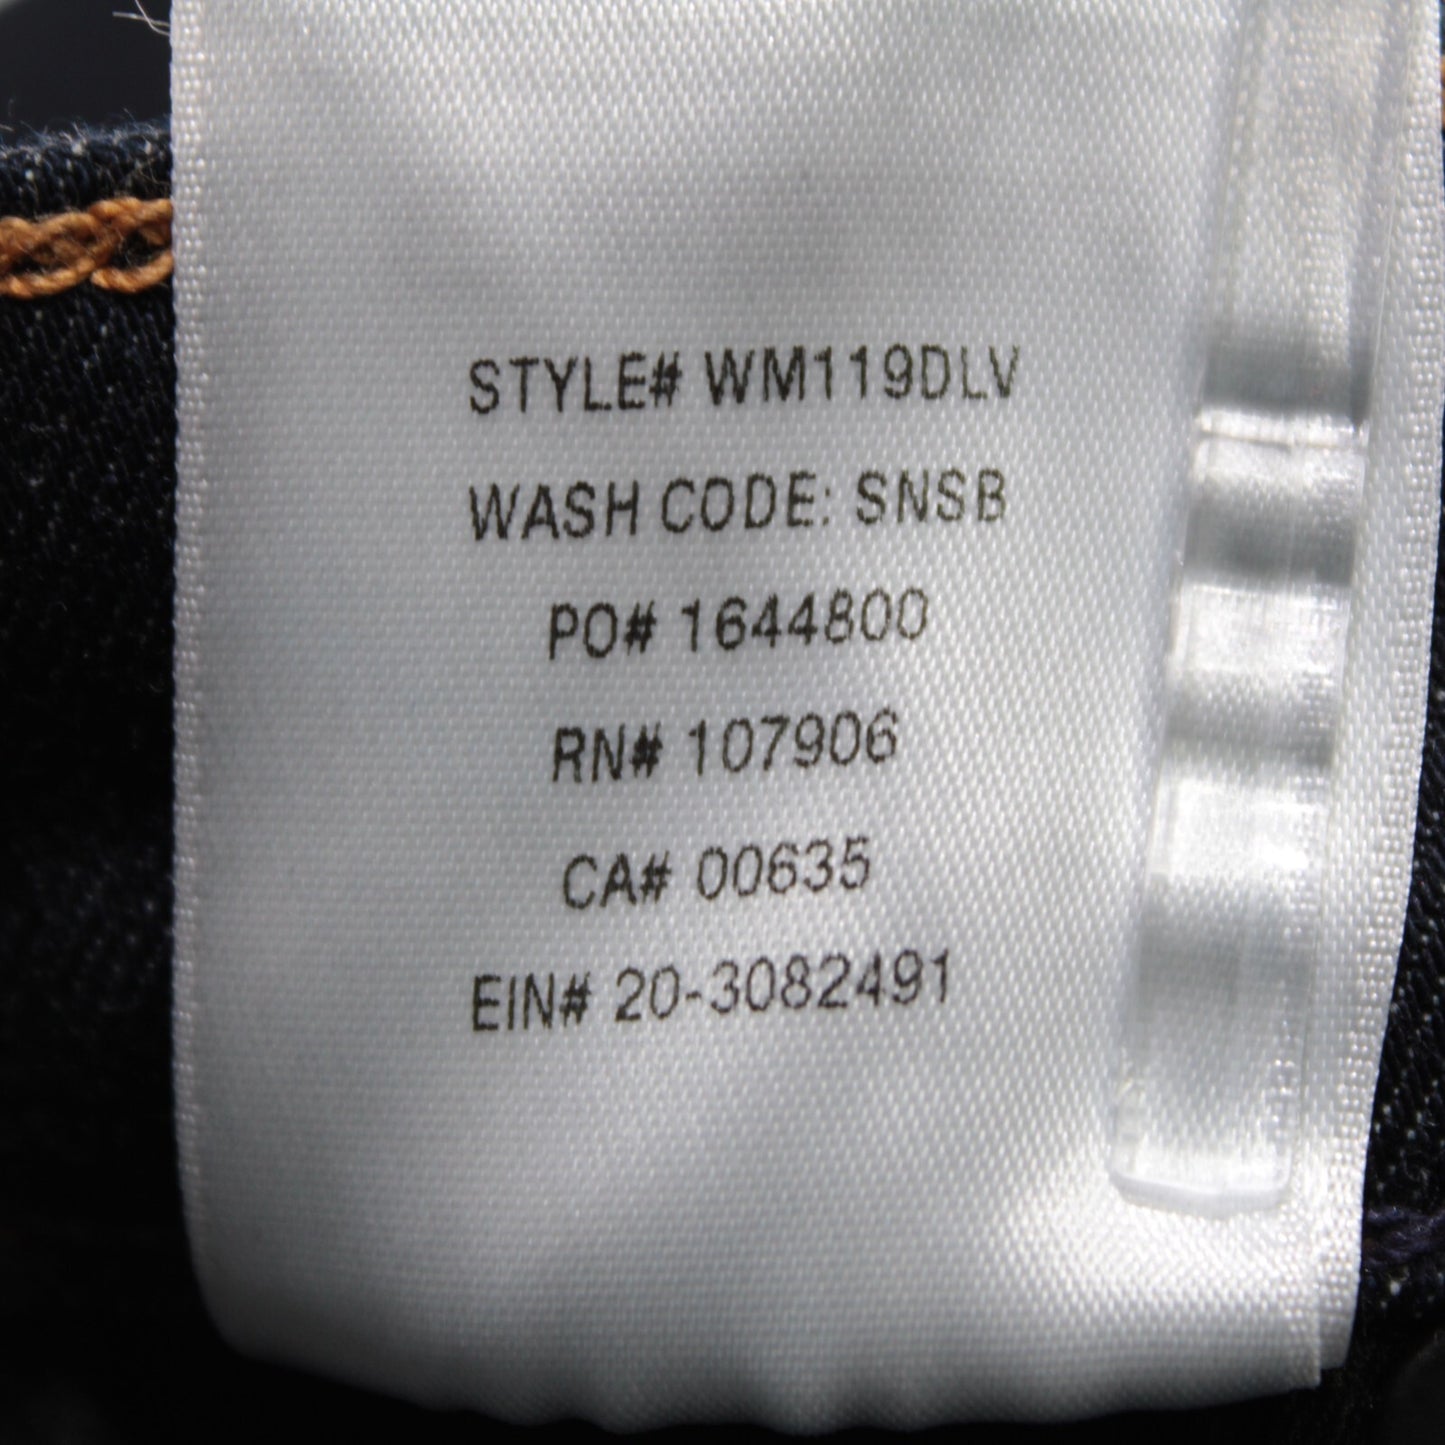 STYLE# WM119DLV
WASH CODE: SNSB
PO# 1644800
RN# 107906
CA# 00635
EIN# 20-3082491